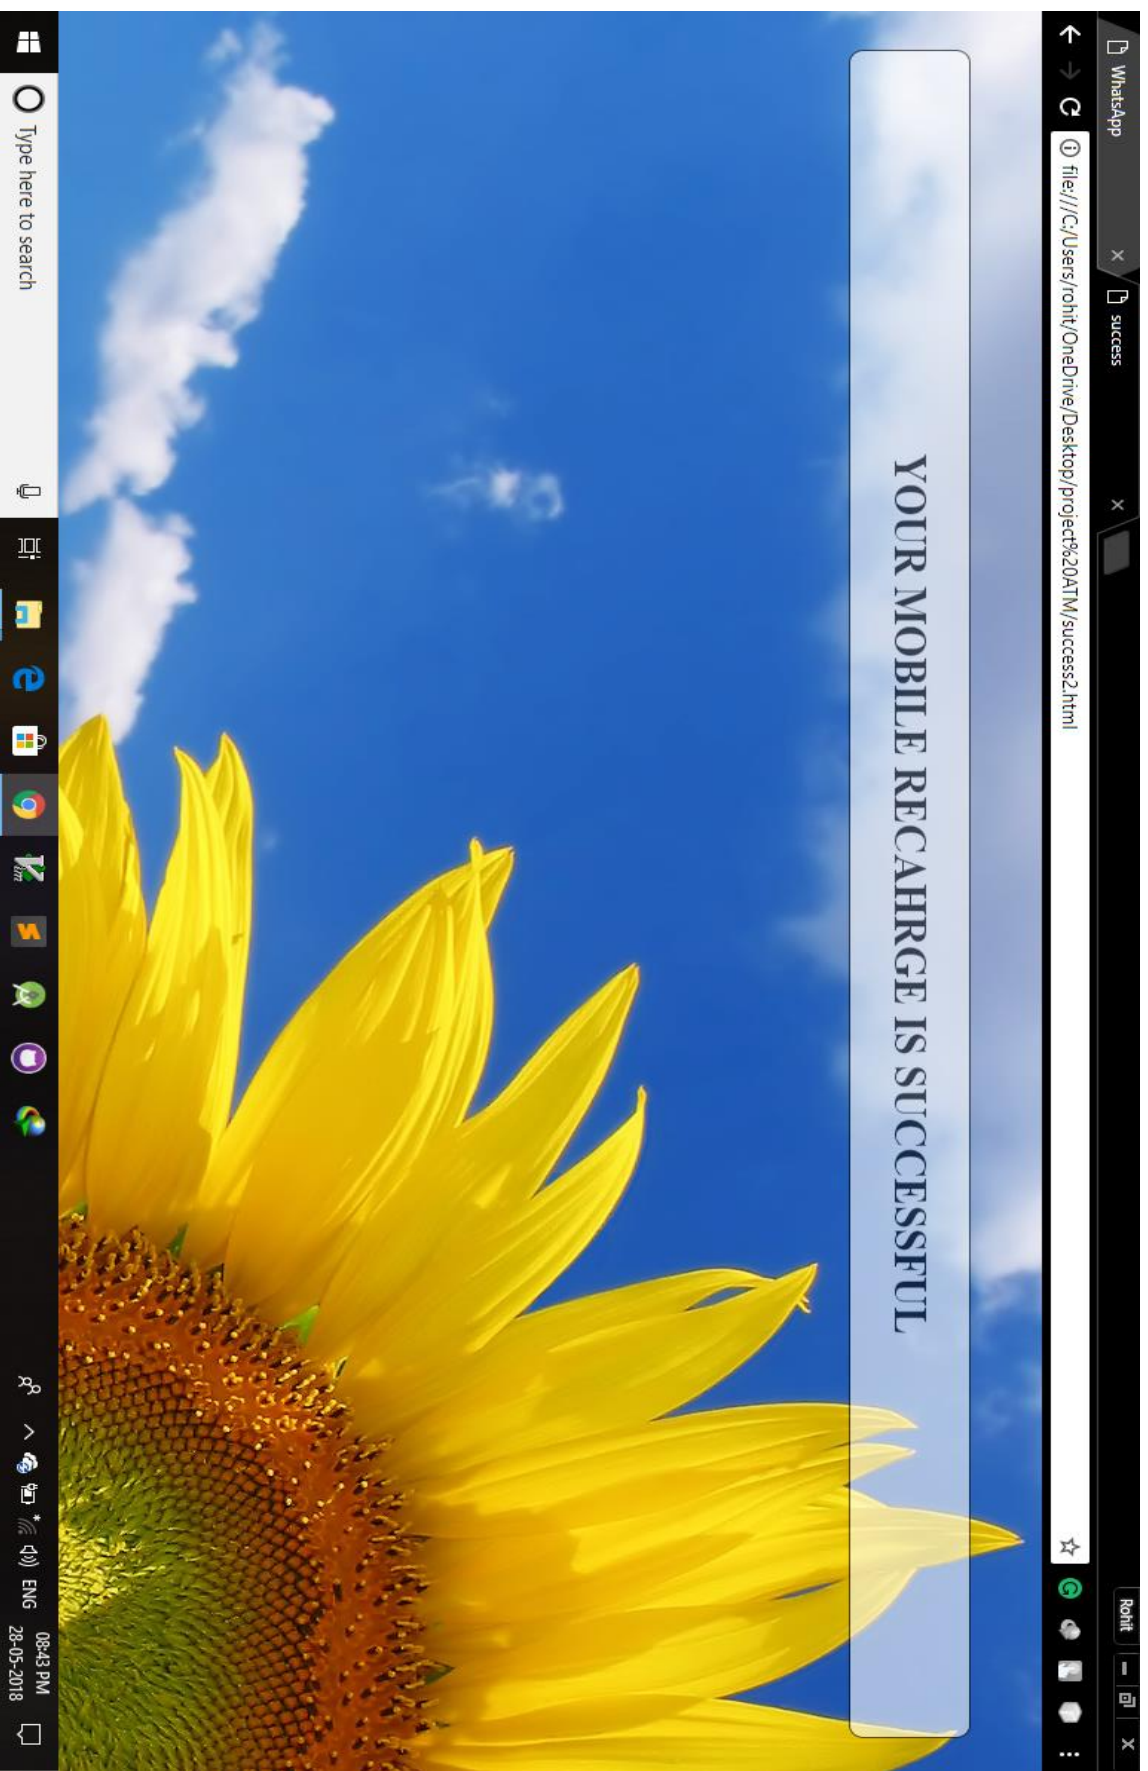 WhatsApp
success
Rohit
file:///C:/Users/rohit/OneDrive/Desktop/project%20ATM/success2.html
YOUR MOBILE RECAHRGE IS SUCCESSFUL
Type here to search
ENG
08:43 PM
28-05-2018